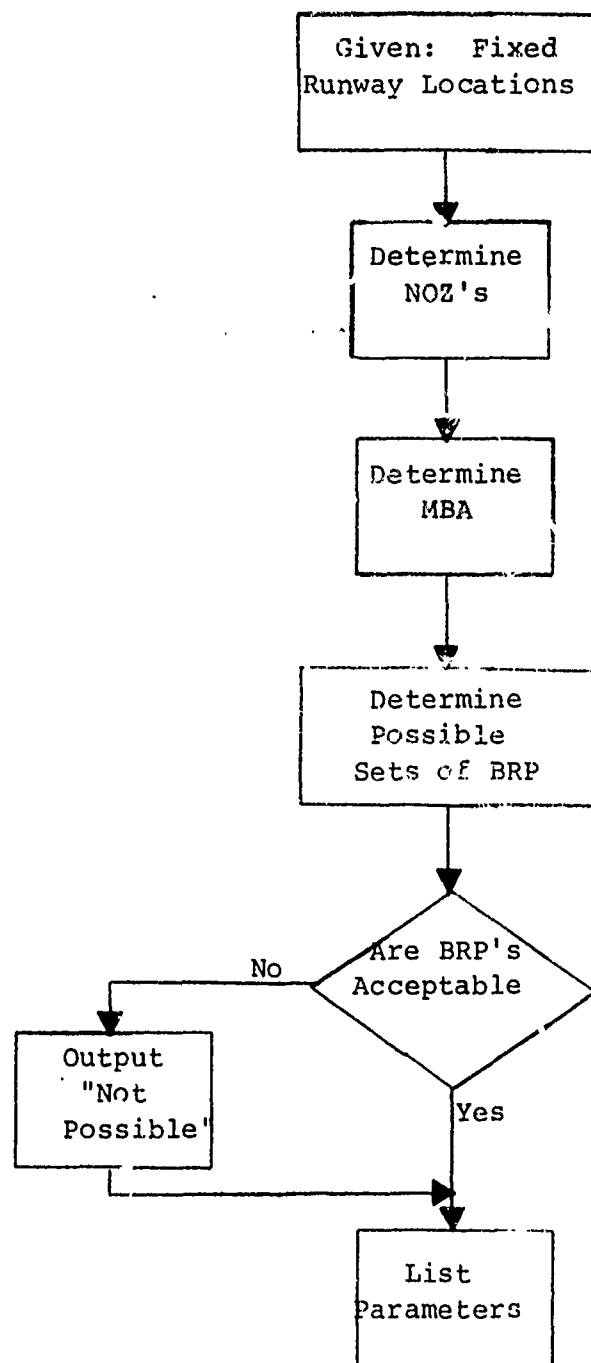 Given: Fixed
Runway Locations
Determine
NOZ's
Determine
MBA
Determine
Possible
Sets of BRP
Are BRP's
Acceptable
No
Output
"Not
Possible"
Yes
List
Parameters